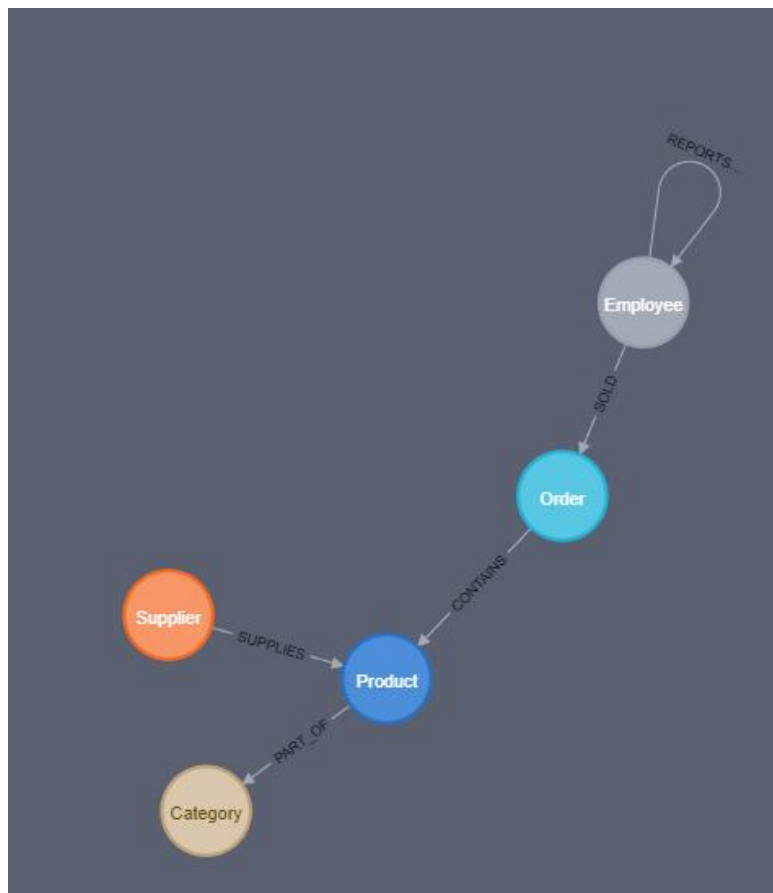 REPORTS...
Employee
SOLD
Order
CONTAINS
Supplier
SUPPLIES
Product
PART_OF
Category